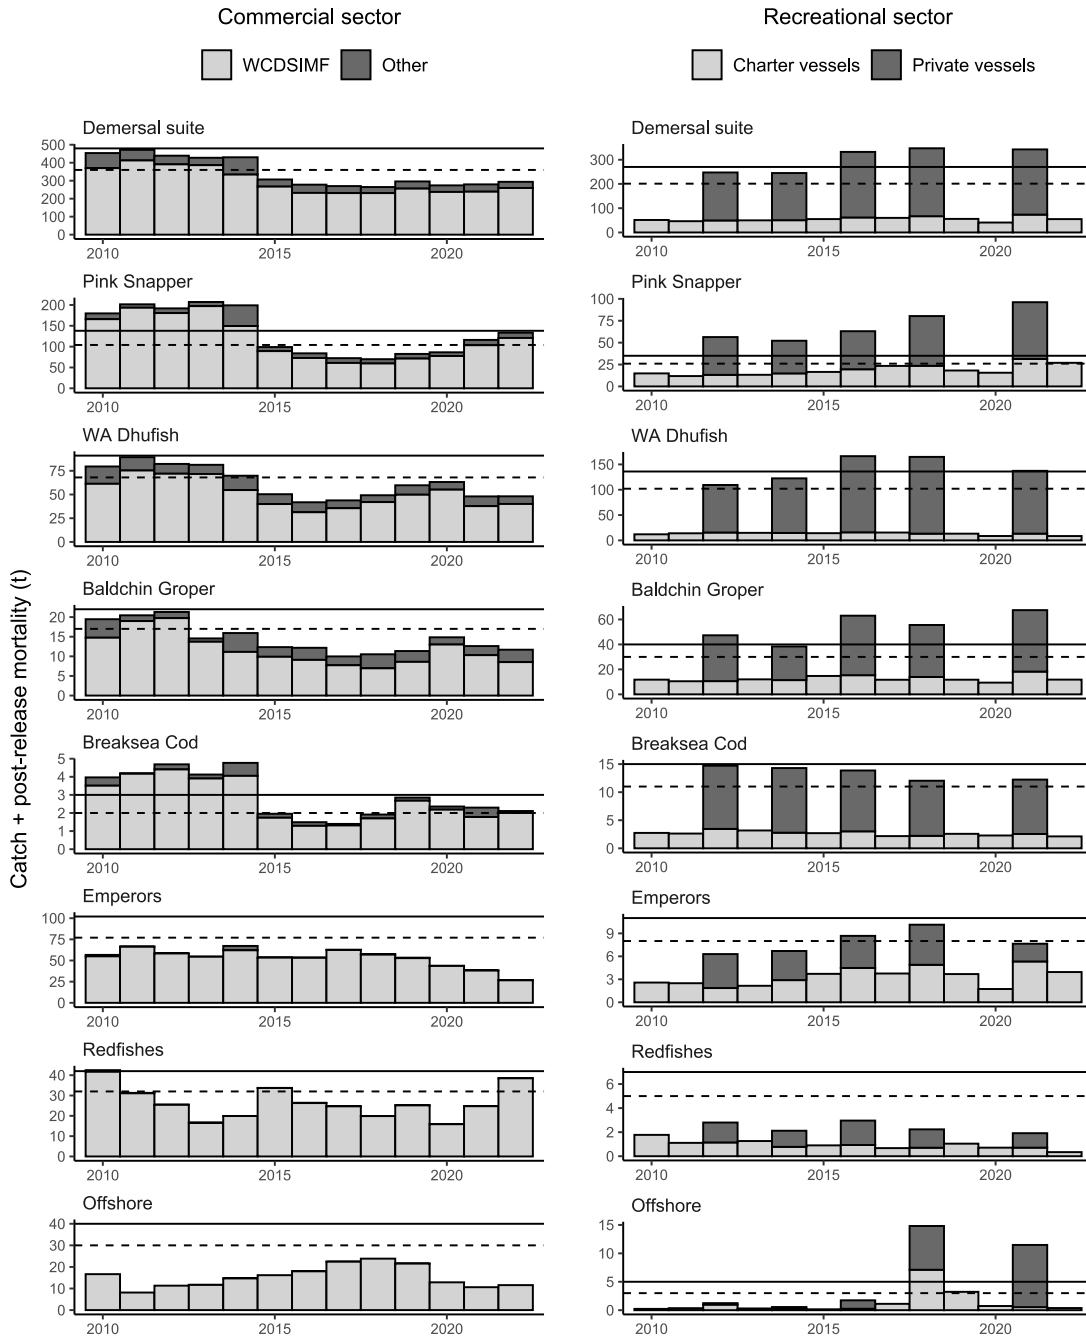 Commercial sector
Recreational sector
WCDSIMF
Other
Charter vessels
Private vessels
Catch + post-release mortality (t)
Demersal suite
500
400
300
200
100
0
2010 2015 2020
Demersal suite
300
200
100
0
2010 2015 2020
Pink Snapper
200
150
100
50
0
2010 2015 2020
Pink Snapper
100
75
50
25
0
2010 2015 2020
WA Dhufish
75
50
25
0
2010 2015 2020
WA Dhufish
150
100
50
0
2010 2015 2020
Baldchin Groper
20
15
10
5
0
2010 2015 2020
Baldchin Groper
60
40
20
0
2010 2015 2020
Breaksea Cod
5
4
3
2
1
0
2010 2015 2020
Breaksea Cod
15
10
5
0
2010 2015 2020
Emperors
100
75
50
25
0
2010 2015 2020
Emperors
9
6
3
0
2010 2015 2020
Redfishes
40
30
20
10
0
2010 2015 2020
Redfishes
6
4
2
0
2010 2015 2020
Offshore
40
30
20
10
0
2010 2015 2020
Offshore
15
10
5
0
2010 2015 2020